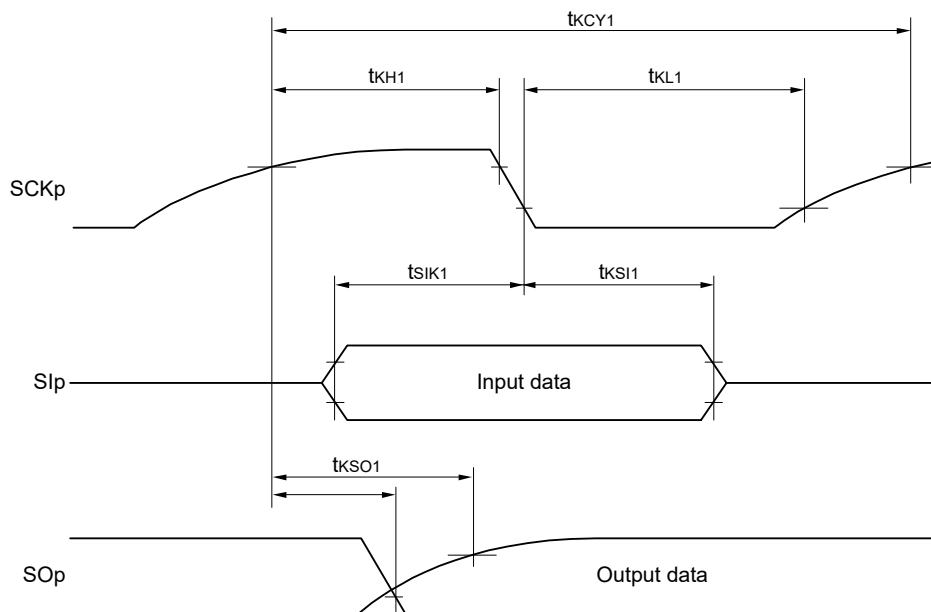 tKCY1
tKH1
tKL1
SCKp
tSIK1
tKSI1
SIp
Input data
tKSO1
SOp
Output data